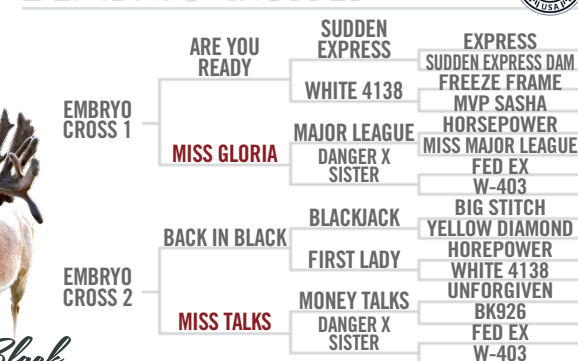 USA
ARE YOU
READY
SUDDEN
EXPRESS
EXPRESS
SUDDEN EXPRESS DAM
WHITE 4138
FREEZE FRAME
MVP SASHA
EMBRYO
CROSS 1
MISS GLORIA
MAJOR LEAGUE
HORSEPOWER
MISS MAJOR LEAGUE
DANGER X
SISTER
FED EX
W-403
BACK IN BLACK
BLACKJACK
BIG STITCH
YELLOW DIAMOND
FIRST LADY
HOREPOWER
WHITE 4138
EMBRYO
CROSS 2
MISS TALKS
MONEY TALKS
UNFORGIVEN
BK926
DANGER X
SISTER
FED EX
W-403
Black